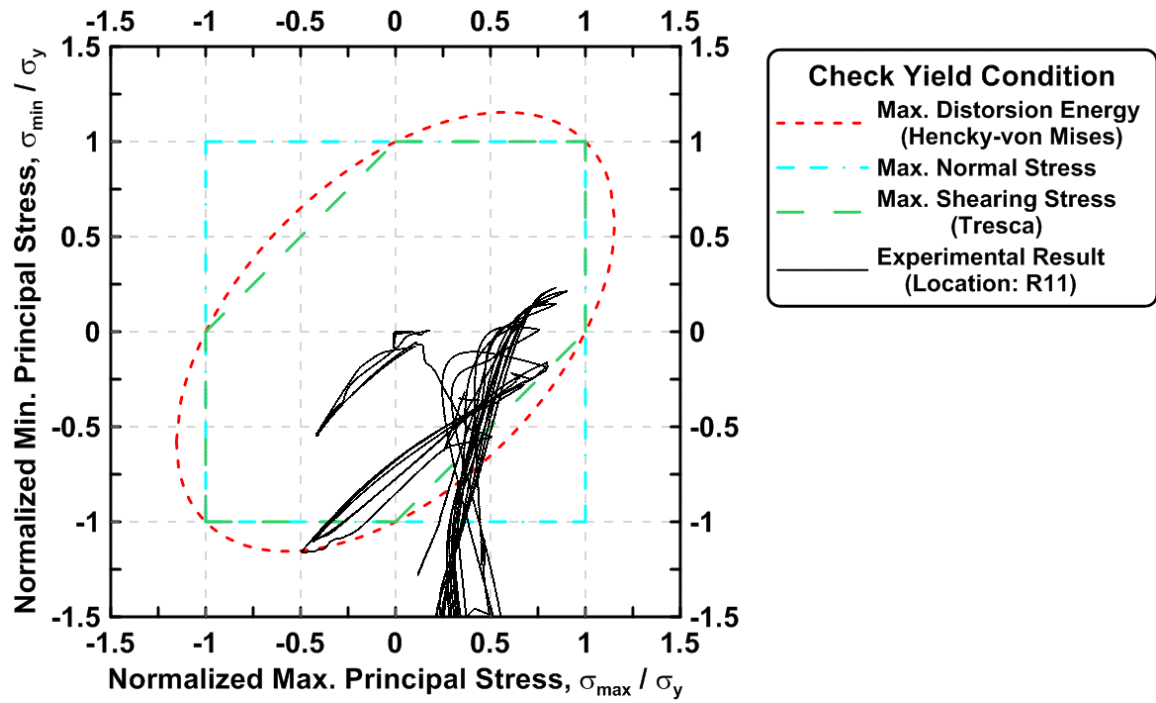 -1.5 -1 -0.5 0 0.5 1 1.5
1.5 1.5
1 1
0.5 0.5
0 0
-0.5 -0.5
-1 -1
-1.5 -1.5
-1.5 -1 -0.5 0 0.5 1 1.5
Normalized Min. Principal Stress, σmin / σy
Normalized Max. Principal Stress, σmax / σy
Check Yield Condition
Max. Distorsion Energy
(Hencky-von Mises)
Max. Normal Stress
Max. Shearing Stress
(Tresca)
Experimental Result
(Location: R11)